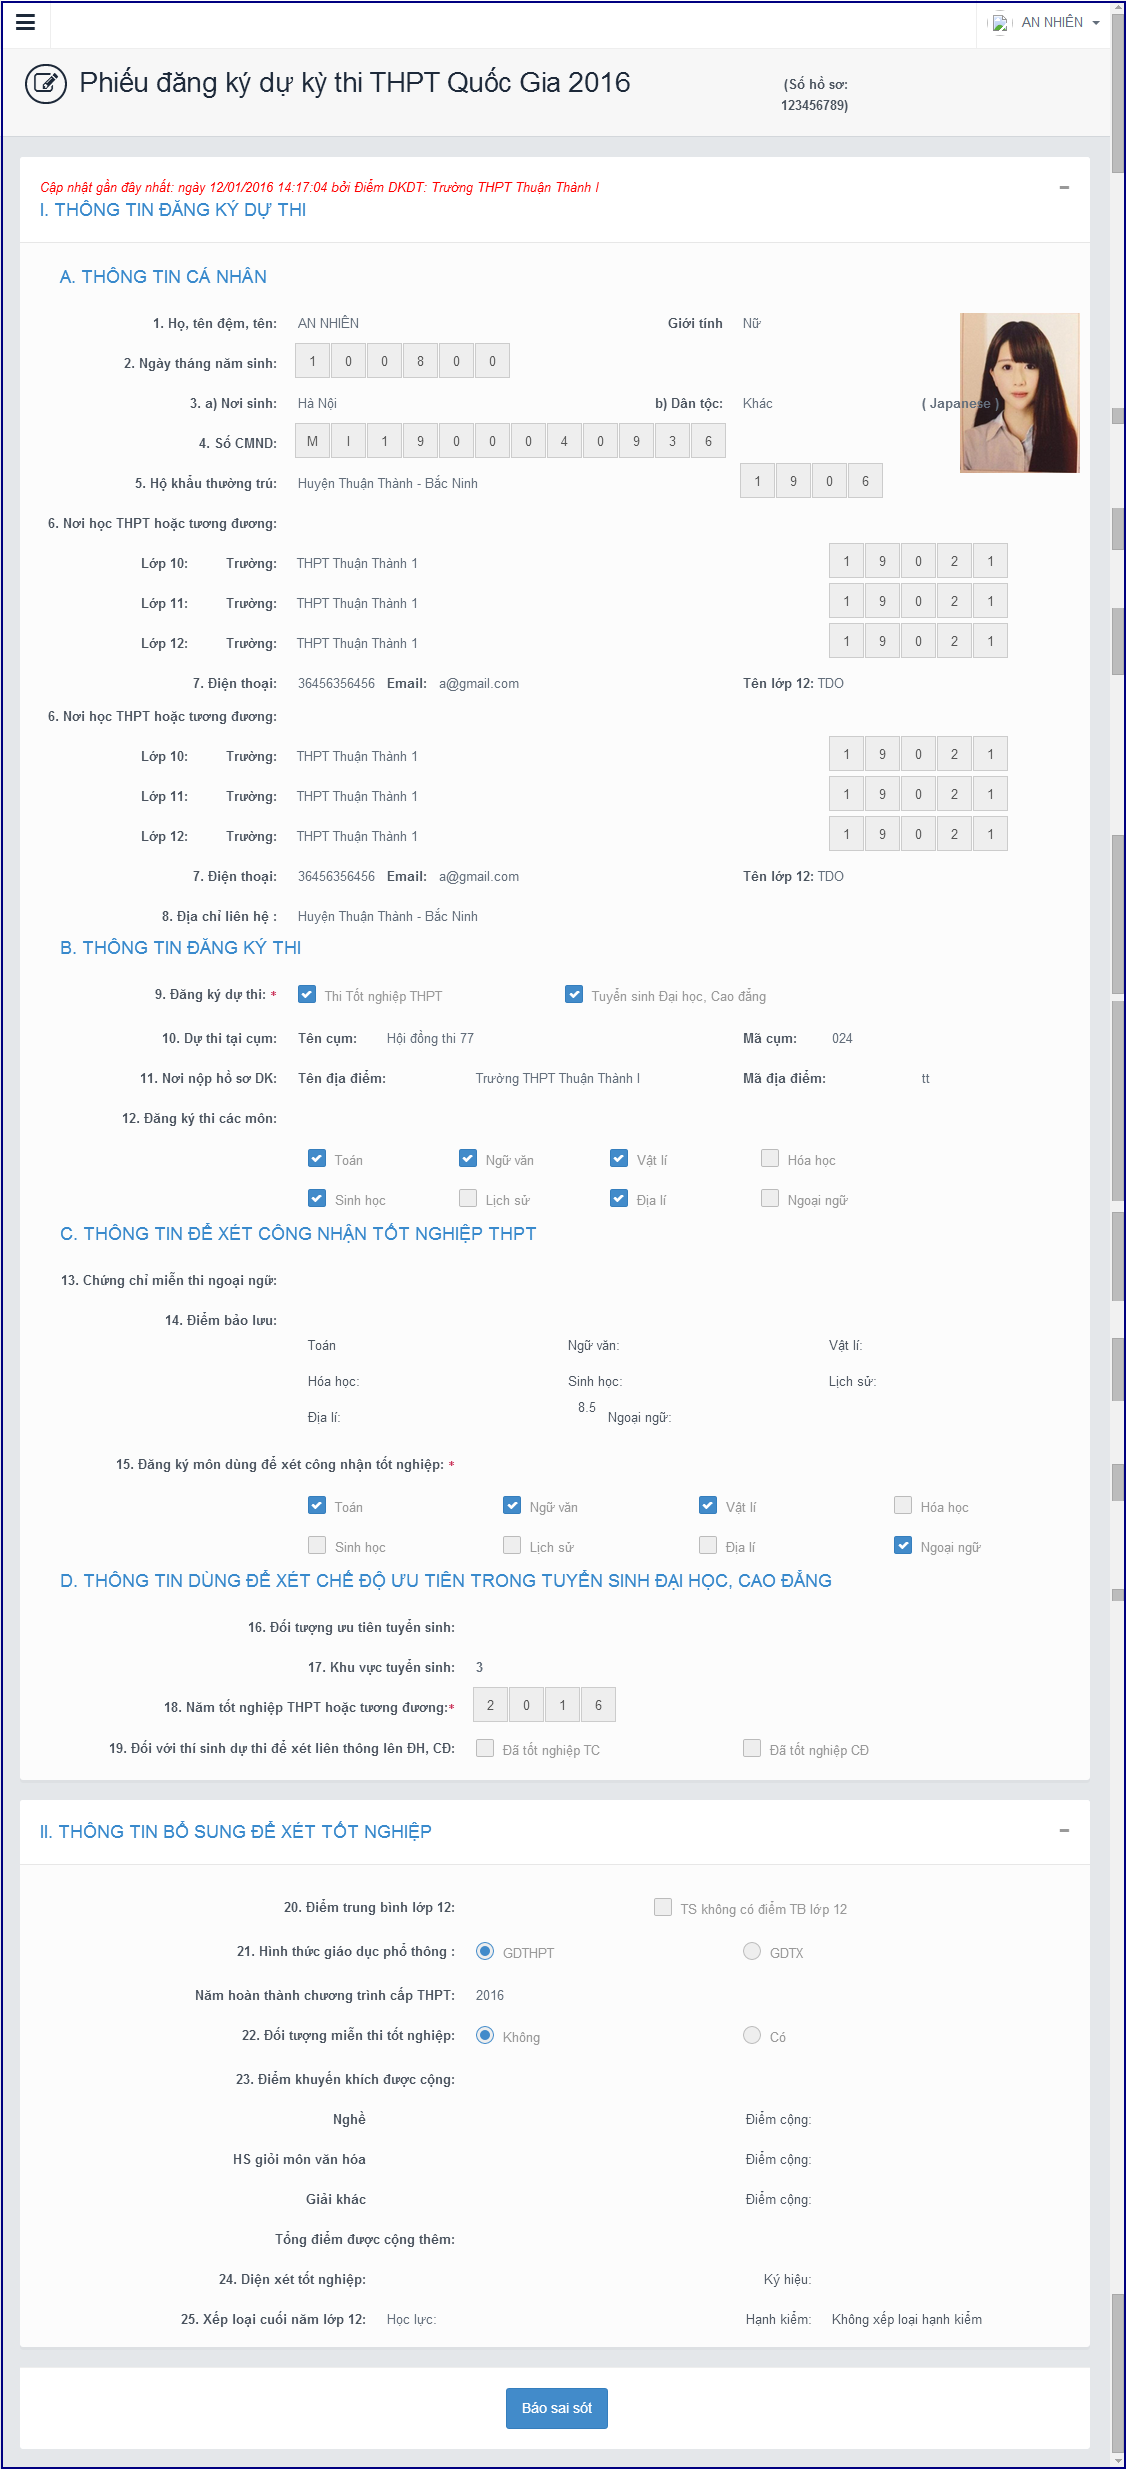 AN NHIÊN
Phiếu đăng ký dự kỳ thi THPT Quốc Gia 2016
(Số hồ sơ:
123456789)
Cập nhật gần đây nhất: ngày 12/01/2016 14:17:04 bởi Điểm DKDT: Trường THPT Thuận Thành I
I. THÔNG TIN ĐĂNG KÝ DỰ THI
A. THÔNG TIN CÁ NHÂN
1. Họ, tên đệm, tên: AN NHIÊN Giới tính Nữ
2. Ngày tháng năm sinh: 1 0 0 8 0 0
3. a) Nơi sinh: Hà Nội b) Dân tộc: Khác ( Japanese )
4. Số CMND: M I 1 9 0 0 0 4 0 9 3 6
5. Hộ khẩu thường trú: Huyện Thuận Thành - Bắc Ninh 1 9 0 6
6. Nơi học THPT hoặc tương đương:
Lớp 10: Trường: THPT Thuận Thành 1 1 9 0 2 1
Lớp 11: Trường: THPT Thuận Thành 1 1 9 0 2 1
Lớp 12: Trường: THPT Thuận Thành 1 1 9 0 2 1
7. Điện thoại: 36456356456 Email: a@gmail.com Tên lớp 12: TDO
6. Nơi học THPT hoặc tương đương:
Lớp 10: Trường: THPT Thuận Thành 1 1 9 0 2 1
Lớp 11: Trường: THPT Thuận Thành 1 1 9 0 2 1
Lớp 12: Trường: THPT Thuận Thành 1 1 9 0 2 1
7. Điện thoại: 36456356456 Email: a@gmail.com Tên lớp 12: TDO
8. Địa chỉ liên hệ : Huyện Thuận Thành - Bắc Ninh
B. THÔNG TIN ĐĂNG KÝ THI
9. Đăng ký dự thi: * Thi Tốt nghiệp THPT Tuyển sinh Đại học, Cao đẳng
10. Dự thi tại cụm: Tên cụm: Hội đồng thi 77 Mã cụm: 024
11. Nơi nộp hồ sơ DK: Tên địa điểm: Trường THPT Thuận Thành I Mã địa điểm: tt
12. Đăng ký thi các môn:
Toán Ngữ văn Vật lí Hóa học
Sinh học Lịch sử Địa lí Ngoại ngữ
C. THÔNG TIN ĐỂ XÉT CÔNG NHẬN TỐT NGHIỆP THPT
13. Chứng chỉ miễn thi ngoại ngữ:
14. Điểm bảo lưu:
Toán Ngữ văn: Vật lí:
Hóa học: Sinh học: Lịch sử:
Địa lí: 8.5 Ngoại ngữ:
15. Đăng ký môn dùng để xét công nhận tốt nghiệp: *
Toán Ngữ văn Vật lí Hóa học
Sinh học Lịch sử Địa lí Ngoại ngữ
D. THÔNG TIN DÙNG ĐỂ XÉT CHẾ ĐỘ ƯU TIÊN TRONG TUYỂN SINH ĐẠI HỌC, CAO ĐẲNG
16. Đối tượng ưu tiên tuyển sinh:
17. Khu vực tuyển sinh: 3
18. Năm tốt nghiệp THPT hoặc tương đương:* 2 0 1 6
19. Đối với thí sinh dự thi để xét liên thông lên ĐH, CĐ: Đã tốt nghiệp TC Đã tốt nghiệp CĐ
II. THÔNG TIN BỔ SUNG ĐỂ XÉT TỐT NGHIỆP
20. Điểm trung bình lớp 12: TS không có điểm TB lớp 12
21. Hình thức giáo dục phổ thông : GDTHPT GDTX
Năm hoàn thành chương trình cấp THPT: 2016
22. Đối tượng miễn thi tốt nghiệp: Không Có
23. Điểm khuyến khích được cộng:
Nghề Điểm cộng:
HS giỏi môn văn hóa Điểm cộng:
Giải khác Điểm cộng:
Tổng điểm được cộng thêm:
24. Diện xét tốt nghiệp: Ký hiệu:
25. Xếp loại cuối năm lớp 12: Học lực: Hạnh kiểm: Không xếp loại hạnh kiểm
Báo sai sót